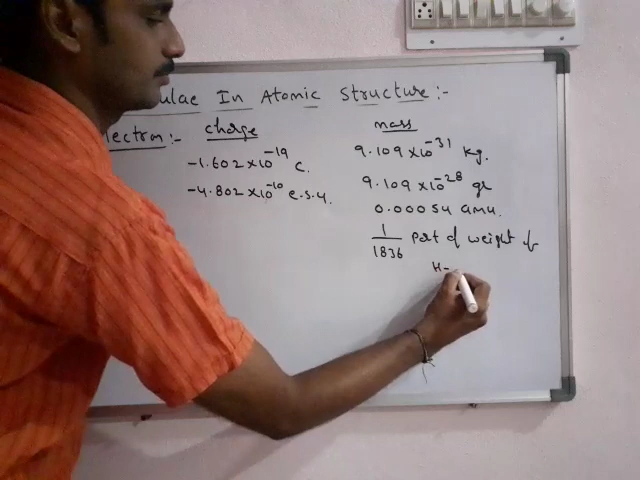 ulae In Atomic Structure:-
lectron:- charge mass
-1.602×10⁻¹⁹ C. 9.109×10⁻³¹ kg.
-4.802×10⁻¹⁰ e.s.u. 9.109×10⁻²⁸ gr
0.00054 amu.
1/1836 part of weight of
H-